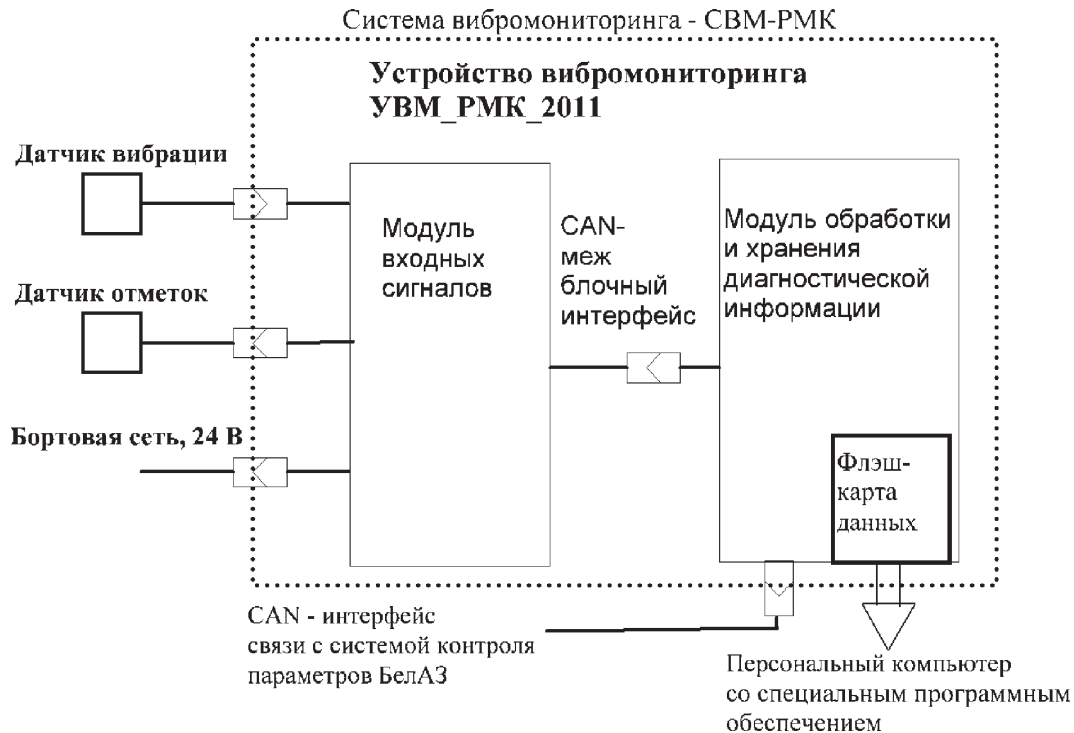 Система вибромониторинга - СВМ-РМК
Устройство вибромониторинга
УВМ_РМК_2011
Датчик вибрации
Датчик отметок
Бортовая сеть, 24 В
Модуль
входных
сигналов
CAN-
меж
блочный
интерфейс
Модуль обработки
и хранения
диагностической
информации
Флэш-
карта
данных
CAN - интерфейс
связи с системой контроля
параметров БелАЗ
Персональный компьютер
со специальным программным
обеспечением